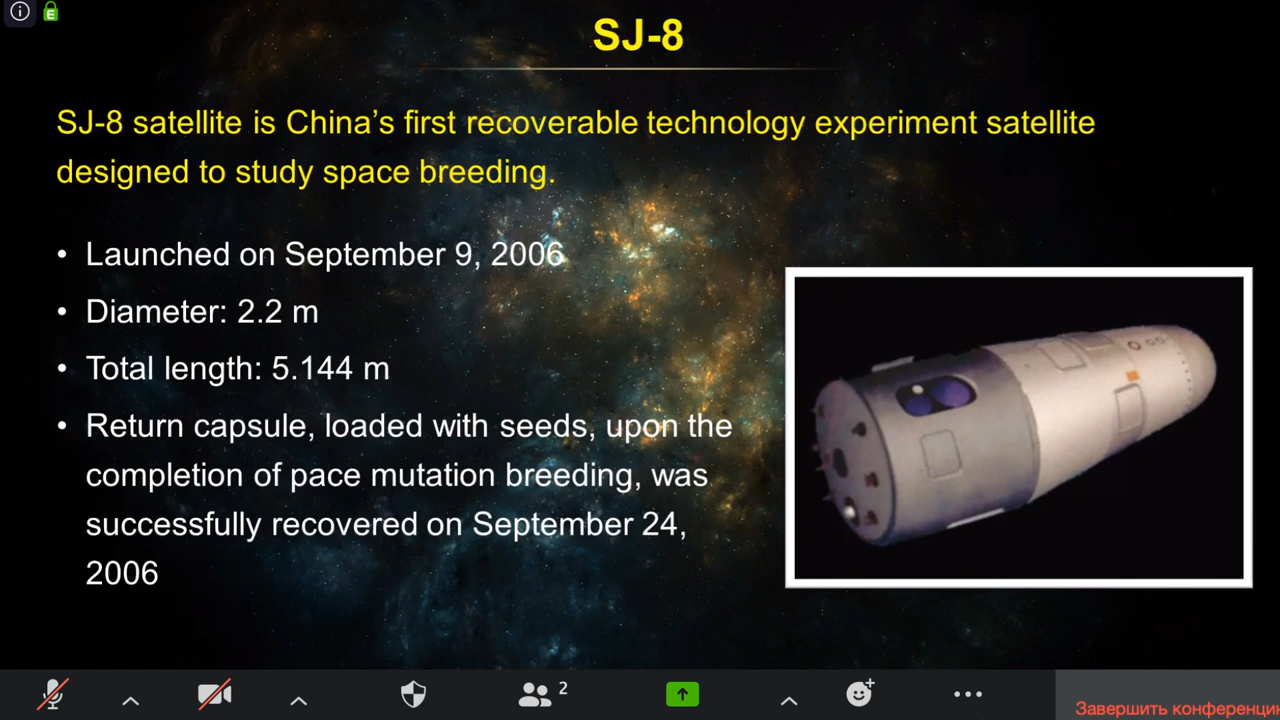 SJ-8
SJ-8 satellite is China’s first recoverable technology experiment satellite
designed to study space breeding.
• Launched on September 9, 2006
• Diameter: 2.2 m
• Total length: 5.144 m
• Return capsule, loaded with seeds, upon the
completion of pace mutation breeding, was
successfully recovered on September 24,
2006
2
Завершить конференци